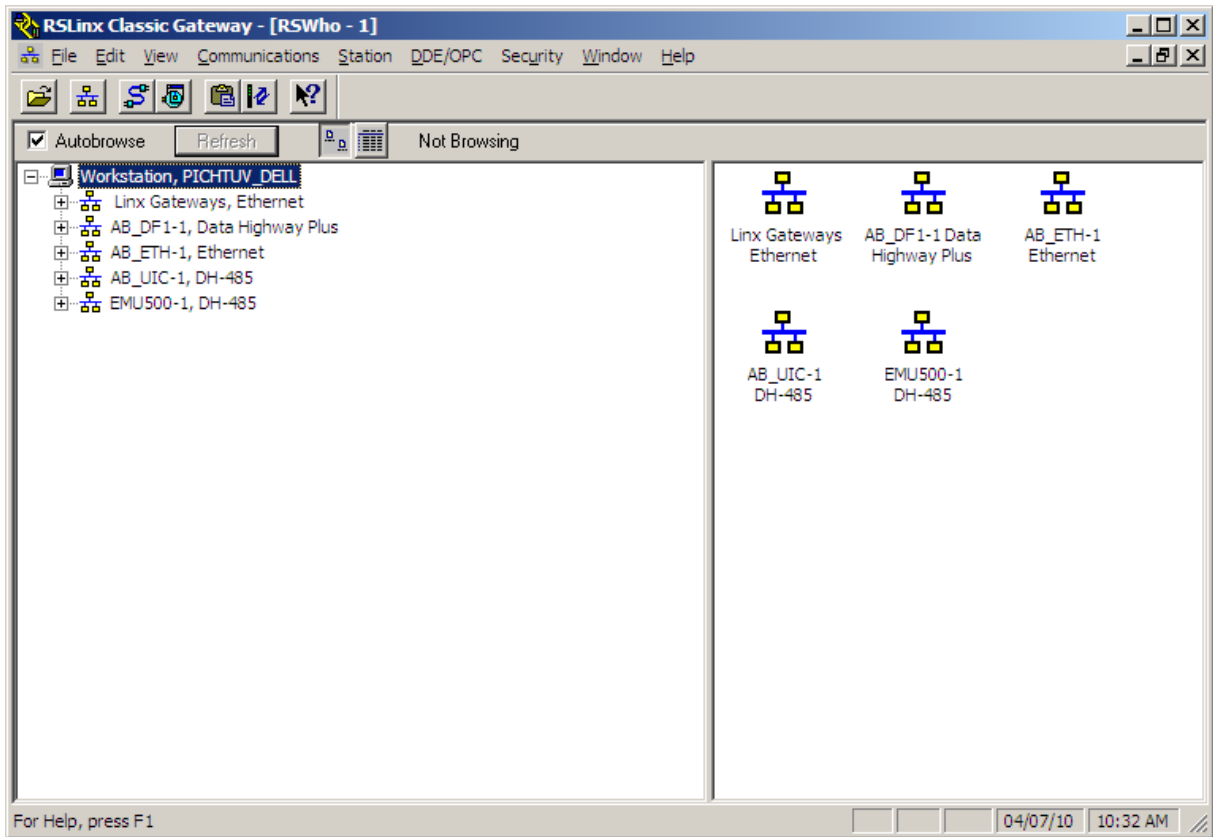 RSLinx Classic Gateway - [RSWho - 1]
File Edit View Communications Station DDE/OPC Security Window Help
Autobrowse Refresh Not Browsing
Workstation, PICHTUV_DELL
Linx Gateways, Ethernet
AB_DF1-1, Data Highway Plus
AB_ETH-1, Ethernet
AB_UIC-1, DH-485
EMU500-1, DH-485
Linx Gateways AB_DF1-1 Data AB_ETH-1
Ethernet Highway Plus Ethernet
AB_UIC-1 EMU500-1
DH-485 DH-485
For Help, press F1 04/07/10 10:32 AM